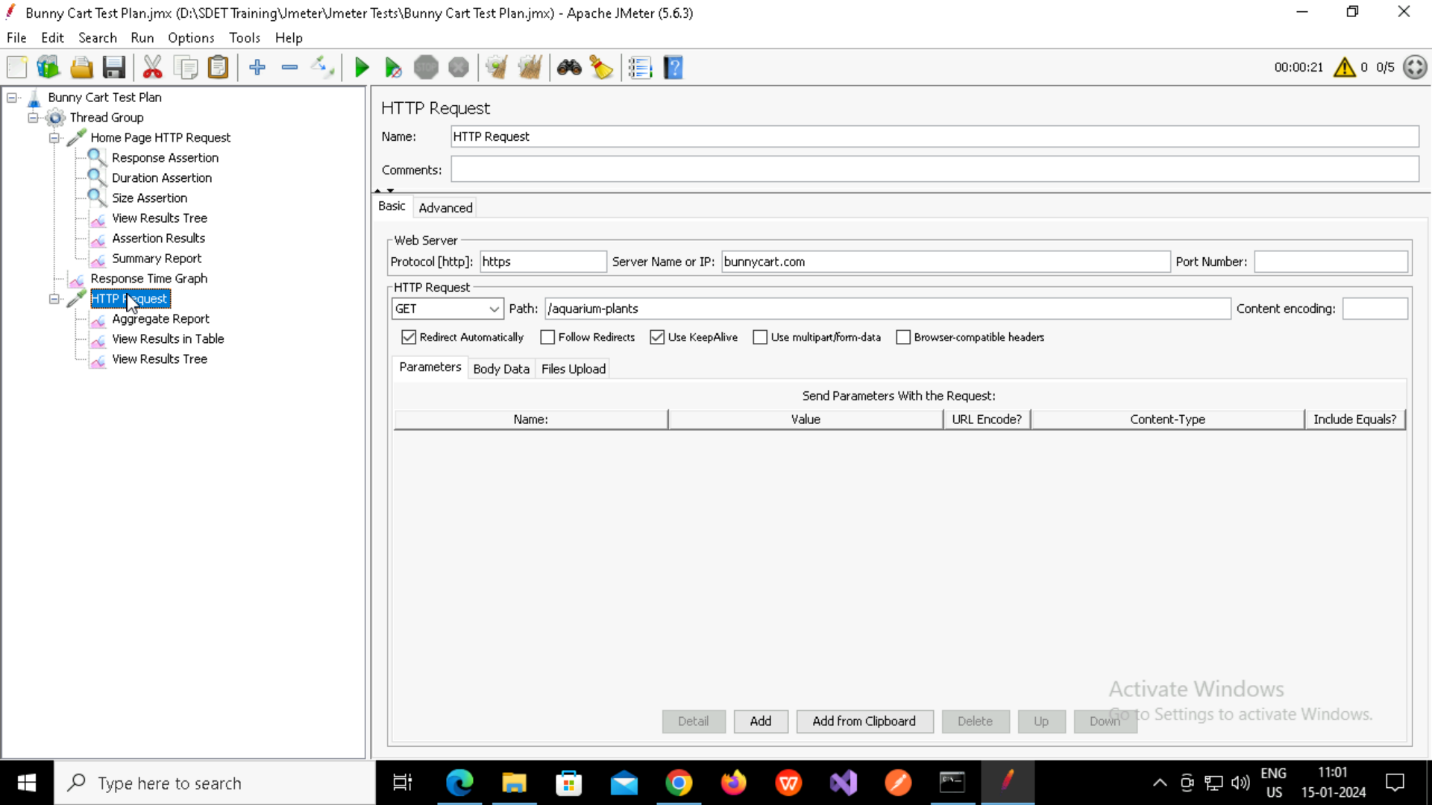 Bunny Cart Test Plan.jmx (D:\SDET Training\Jmeter\Jmeter Tests\Bunny Cart Test Plan.jmx) - Apache JMeter (5.6.3)
File Edit Search Run Options Tools Help
00:00:21 0 0/5
Bunny Cart Test Plan
Thread Group
Home Page HTTP Request
Response Assertion
Duration Assertion
Size Assertion
View Results Tree
Assertion Results
Summary Report
Response Time Graph
HTTP Request
Aggregate Report
View Results in Table
View Results Tree
HTTP Request
Name: HTTP Request
Comments:
Basic Advanced
Web Server
Protocol [http]: https Server Name or IP: bunnycart.com Port Number:
HTTP Request
GET Path: /aquarium-plants Content encoding:
Redirect Automatically Follow Redirects Use KeepAlive Use multipart/form-data Browser-compatible headers
Parameters Body Data Files Upload
Send Parameters With the Request:
Name: Value URL Encode? Content-Type Include Equals?
Detail Add Add from Clipboard Delete Up Down
Activate Windows
Go to Settings to activate Windows.
Type here to search
ENG
US
11:01
15-01-2024